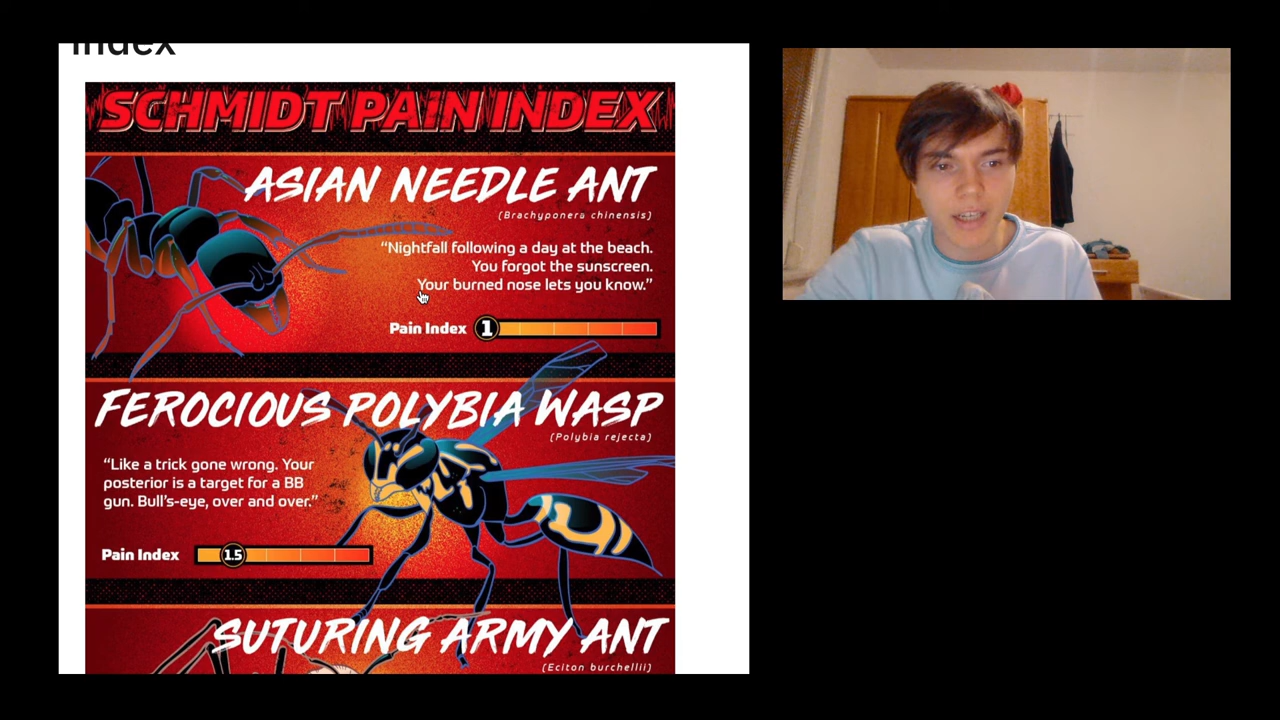 Index
SCHMIDT PAIN INDEX
ASIAN NEEDLE ANT
(Brachyponera chinensis)
“Nightfall following a day at the beach.
You forgot the sunscreen.
Your burned nose lets you know.”
Pain Index 1
FEROCIOUS POLYBIA WASP
(Polybia rejecta)
“Like a trick gone wrong. Your
posterior is a target for a BB
gun. Bull’s-eye, over and over.”
Pain Index 1.5
SUTURING ARMY ANT
(Eciton burchellii)